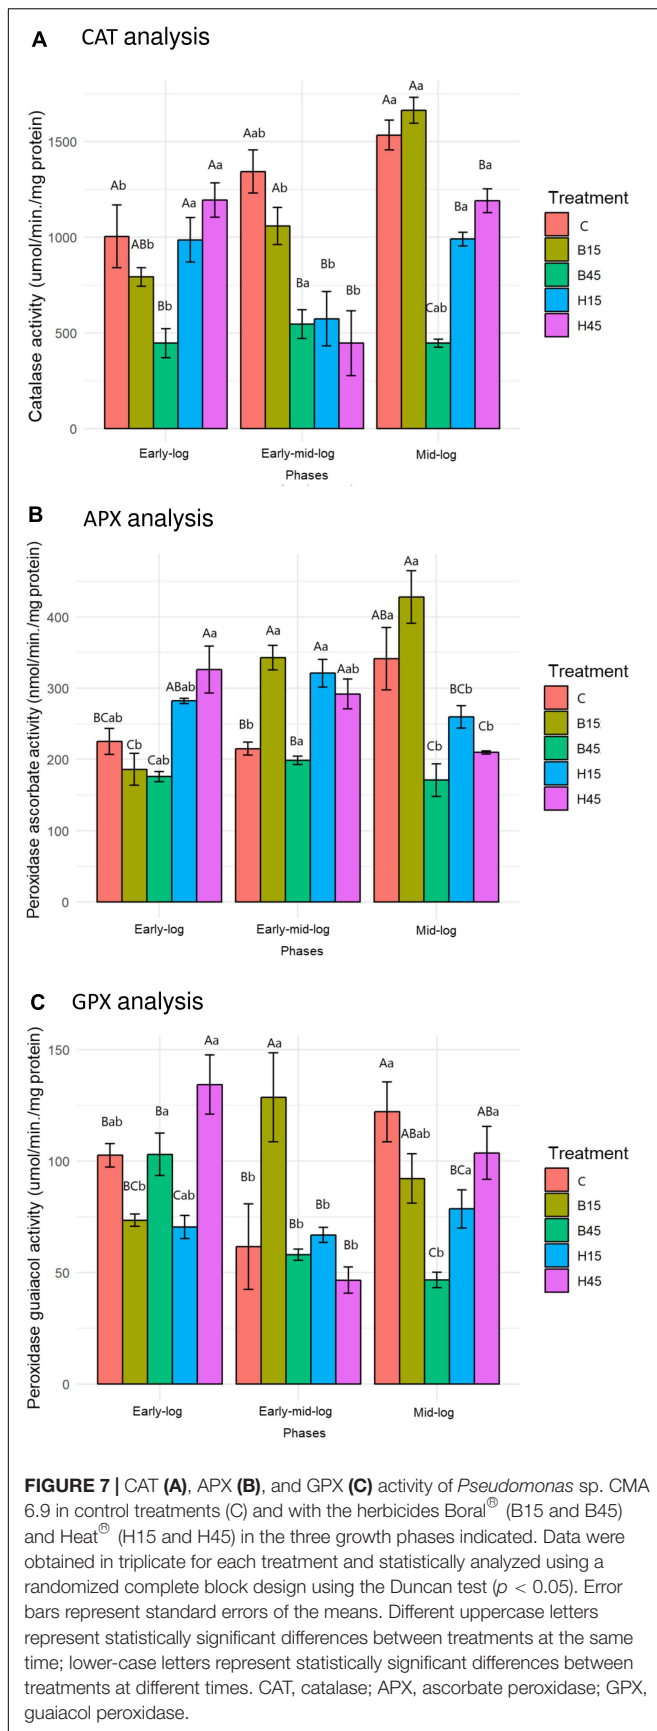 A CAT analysis
Catalase activity (umol/min./mg protein)
1500
1000
500
0
Ab
ABb
Bb
Aa
Aa
Aab
Ab
Ba
Bb
Bb
Aa
Aa
Cab
Ba
Ba
Early-log
Early-mid-log
Mid-log
Phases
Treatment
C
B15
B45
H15
H45
B APX analysis
Peroxidase ascorbate activity (nmol/min./mg protein)
400
300
200
100
0
BCab
Cb
Cab
ABab
Aa
Bb
Aa
Ba
Aa
Aab
ABa
Aa
Cb
BCb
Cb
Early-log
Early-mid-log
Mid-log
Phases
Treatment
C
B15
B45
H15
H45
C GPX analysis
Peroxidase guaiacol activity (umol/min./mg protein)
150
100
50
0
Bab
BCb
Ba
Cab
Aa
Bb
Aa
Bb
Bb
Bb
Aa
ABab
Cb
BCa
ABa
Early-log
Early-mid-log
Mid-log
Phases
Treatment
C
B15
B45
H15
H45
FIGURE 7 | CAT (A), APX (B), and GPX (C) activity of Pseudomonas sp. CMA
6.9 in control treatments (C) and with the herbicides Boral® (B15 and B45)
and Heat® (H15 and H45) in the three growth phases indicated. Data were
obtained in triplicate for each treatment and statistically analyzed using a
randomized complete block design using the Duncan test (p < 0.05). Error
bars represent standard errors of the means. Different uppercase letters
represent statistically significant differences between treatments at the same
time; lower-case letters represent statistically significant differences between
treatments at different times. CAT, catalase; APX, ascorbate peroxidase; GPX,
guaiacol peroxidase.